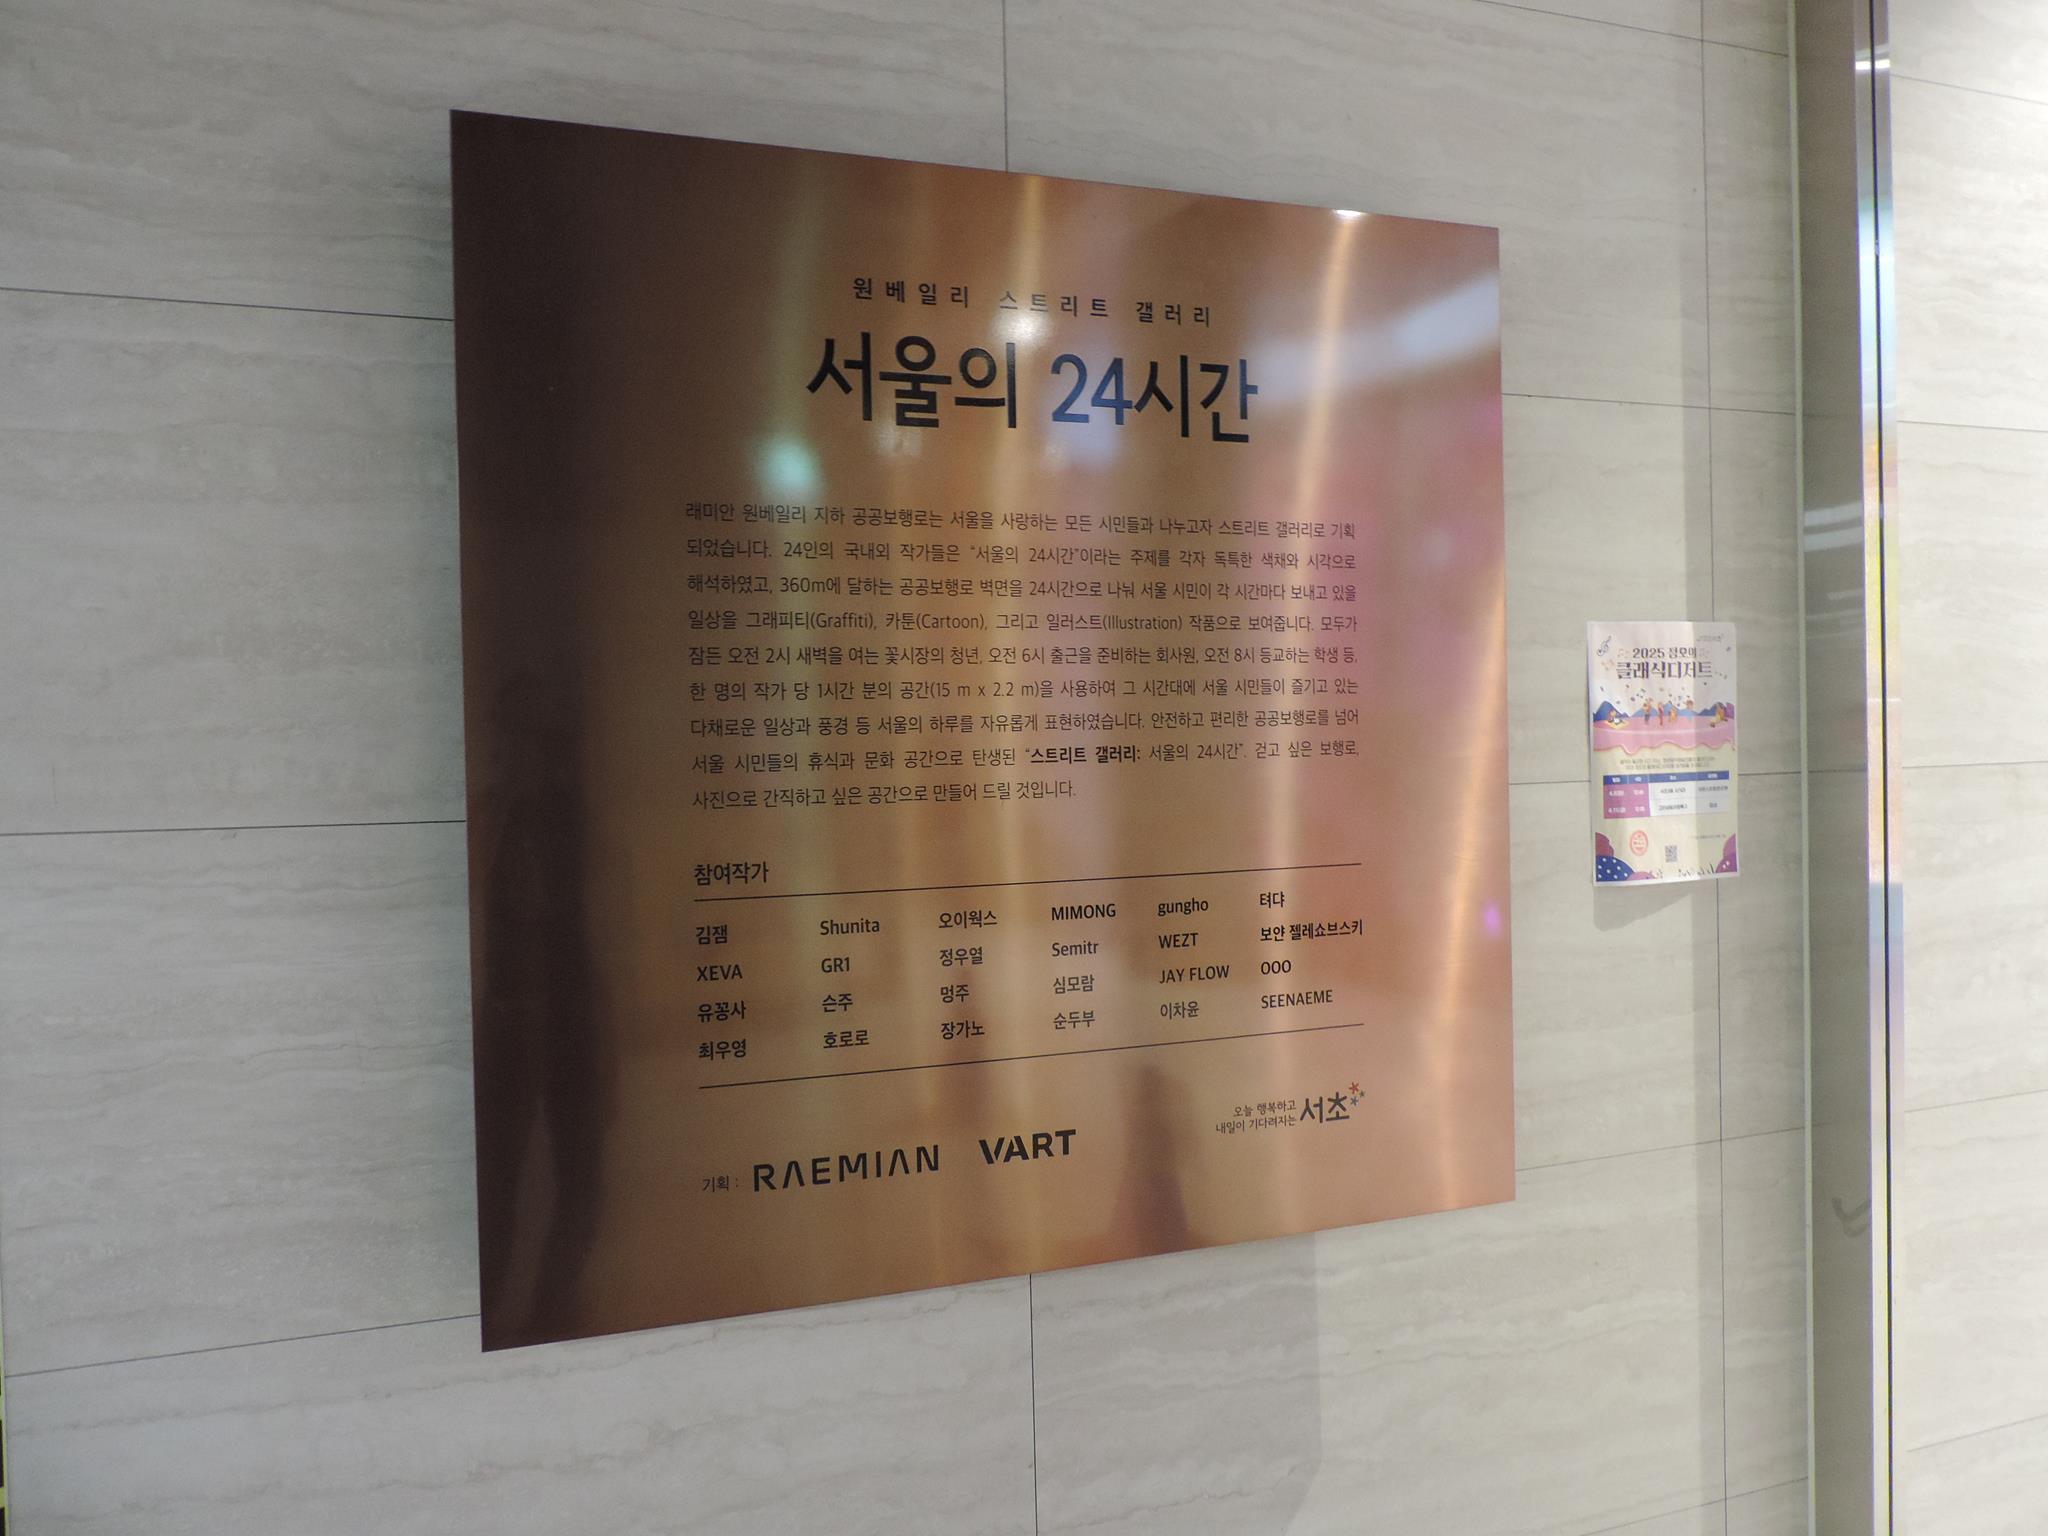 원베일리 스트리트 갤러리
서울의 24시간
래미안 원베일리 지하 공공보행로는 서울을 사랑하는 모든 시민들과 나누고자 스트리트 갤러리로 기획
되었습니다. 24인의 국내외 작가들은 “서울의 24시간”이라는 주제를 각자 독특한 색채와 시각으로
해석하였고, 360m에 달하는 공공보행로 벽면을 24시간으로 나눠 서울 시민이 각 시간마다 보내고 있을
일상을 그래피티(Graffiti), 카툰(Cartoon), 그리고 일러스트(Illustration) 작품으로 보여줍니다. 모두가
잠든 오전 2시 새벽을 여는 꽃시장의 청년, 오전 6시 출근을 준비하는 회사원, 오전 8시 등교하는 학생 등,
한 명의 작가 당 1시간 분의 공간(15 m x 2.2 m)을 사용하여 그 시간대에 서울 시민들이 즐기고 있는
다채로운 일상과 풍경 등 서울의 하루를 자유롭게 표현하였습니다. 안전하고 편리한 공공보행로를 넘어
서울 시민들의 휴식과 문화 공간으로 탄생된 “스트리트 갤러리: 서울의 24시간”. 걷고 싶은 보행로,
사진으로 간직하고 싶은 공간으로 만들어 드릴 것입니다.
참여작가
김잼 Shunita 오이웍스 MIMONG gungho 텨댜
XEVA GR1 정우열 Semitr WEZT 보얀 젤레쇼브스키
유꽁사 슨주 멍주 심모람 JAY FLOW OOO
최우영 호로로 장가노 순두부 이차윤 SEENAEME
기획 : RAEMIAN VART
오늘 행복하고
내일이 기다려지는 서초
2025 정오의
클래식디저트